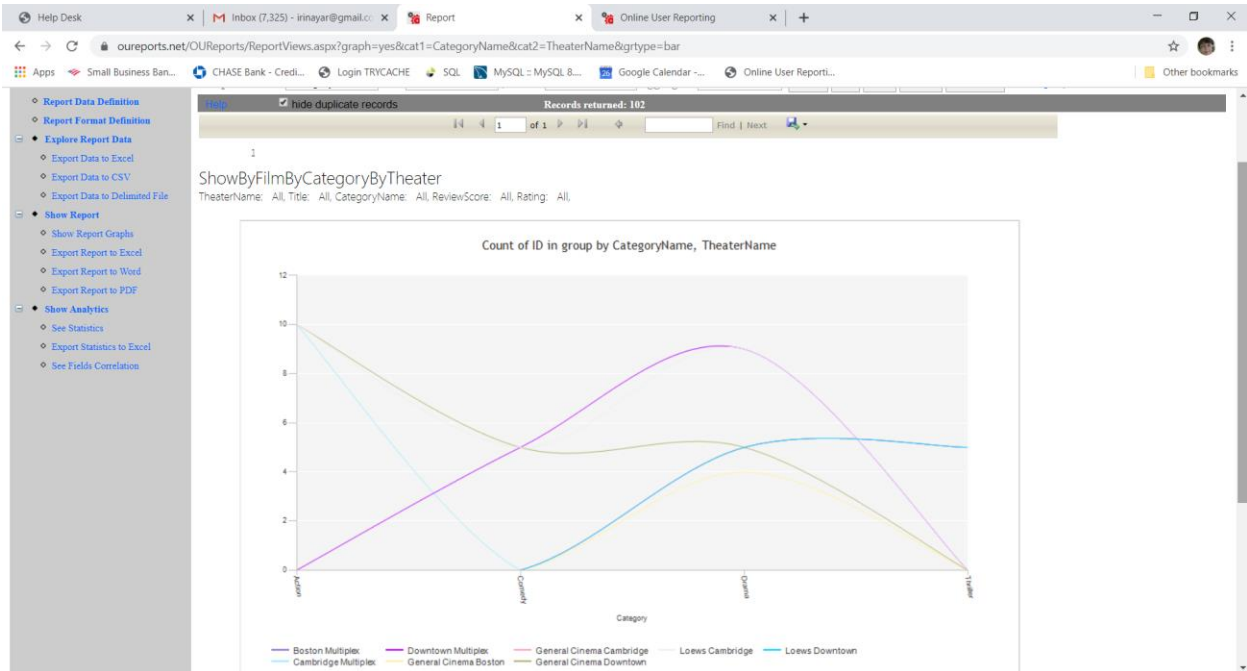 Help Desk
Inbox (7,325) - irinayar@gmail.cc
Report
Online User Reporting
oureports.net/OUReports/ReportViews.aspx?graph=yes&cat1=CategoryName&cat2=TheaterName&grtype=bar
Apps Small Business Ban... CHASE Bank - Credi... Login TRYCACHE SQL MySQL :: MySQL 8.... Google Calendar -... Online User Reporti... Other bookmarks
Report Data Definition
Report Format Definition
Explore Report Data
Export Data to Excel
Export Data to CSV
Export Data to Delimited File
Show Report
Show Report Graphs
Export Report to Excel
Export Report to Word
Export Report to PDF
Show Analytics
See Statistics
Export Statistics to Excel
See Fields Correlation
Help hide duplicate records Records returned: 102
1 of 1 Find | Next
ShowByFilmByCategoryByTheater
TheaterName: All, Title: All, CategoryName: All, ReviewScore: All, Rating: All,
Count of ID in group by CategoryName, TheaterName
12
10
8
6
4
2
0
Action Comedy Drama Thriller
Category
Boston Multiplex Downtown Multiplex General Cinema Cambridge Loews Cambridge Loews Downtown
Cambridge Multiplex General Cinema Boston General Cinema Downtown